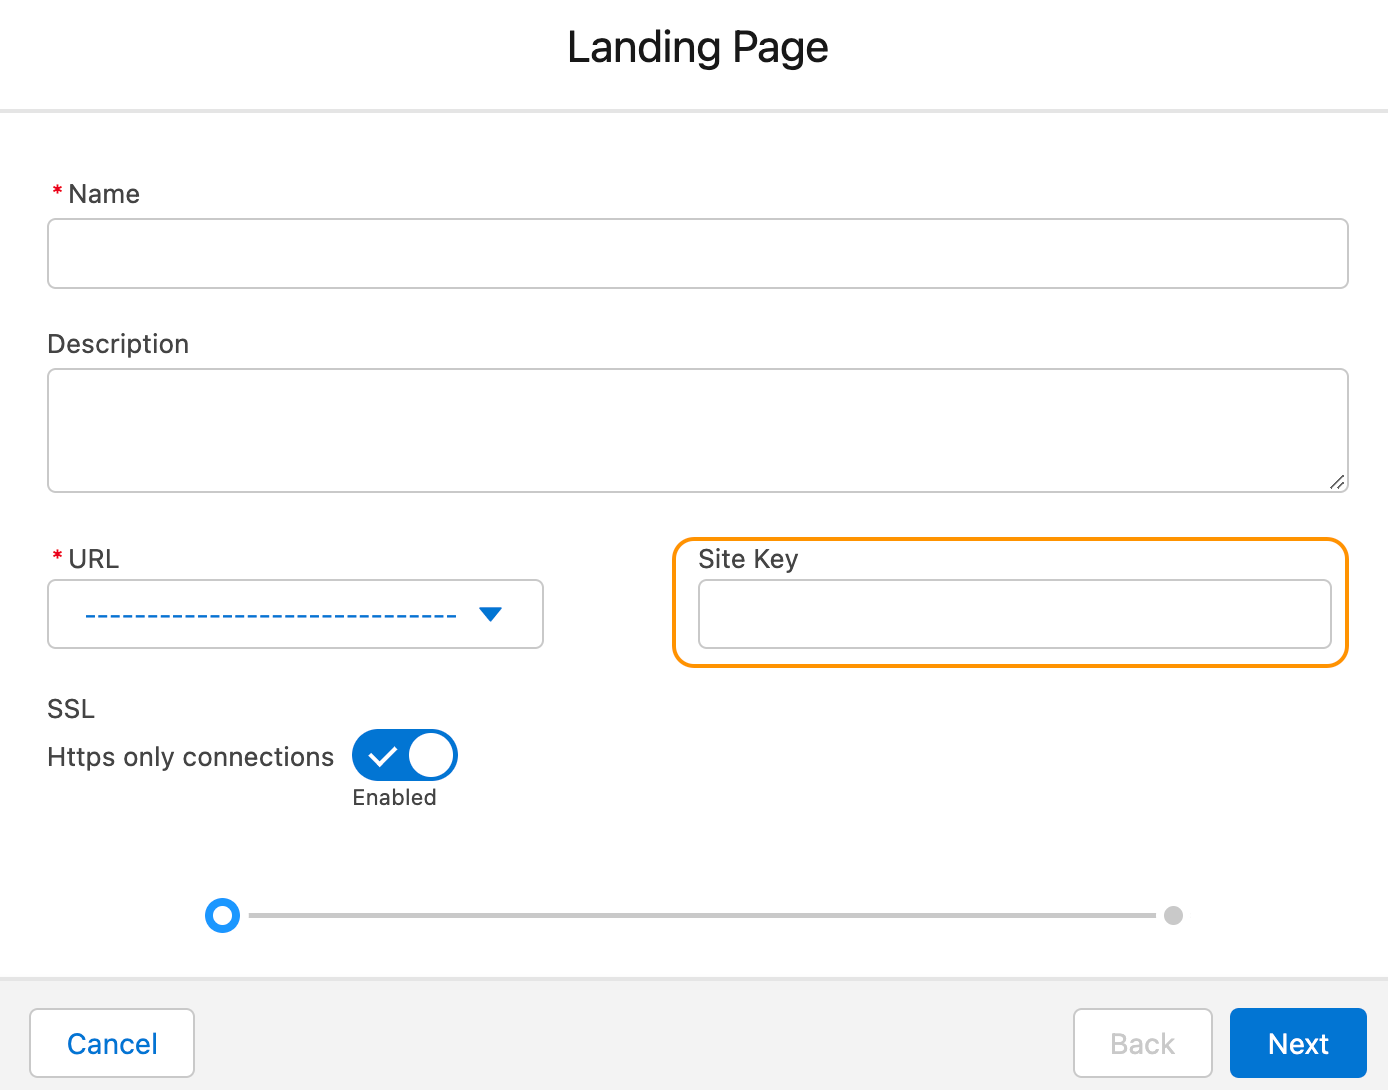 Landing Page
* Name
Description
* URL
Site Key
------------------------------
SSL
Https only connections
Enabled
Cancel
Back
Next